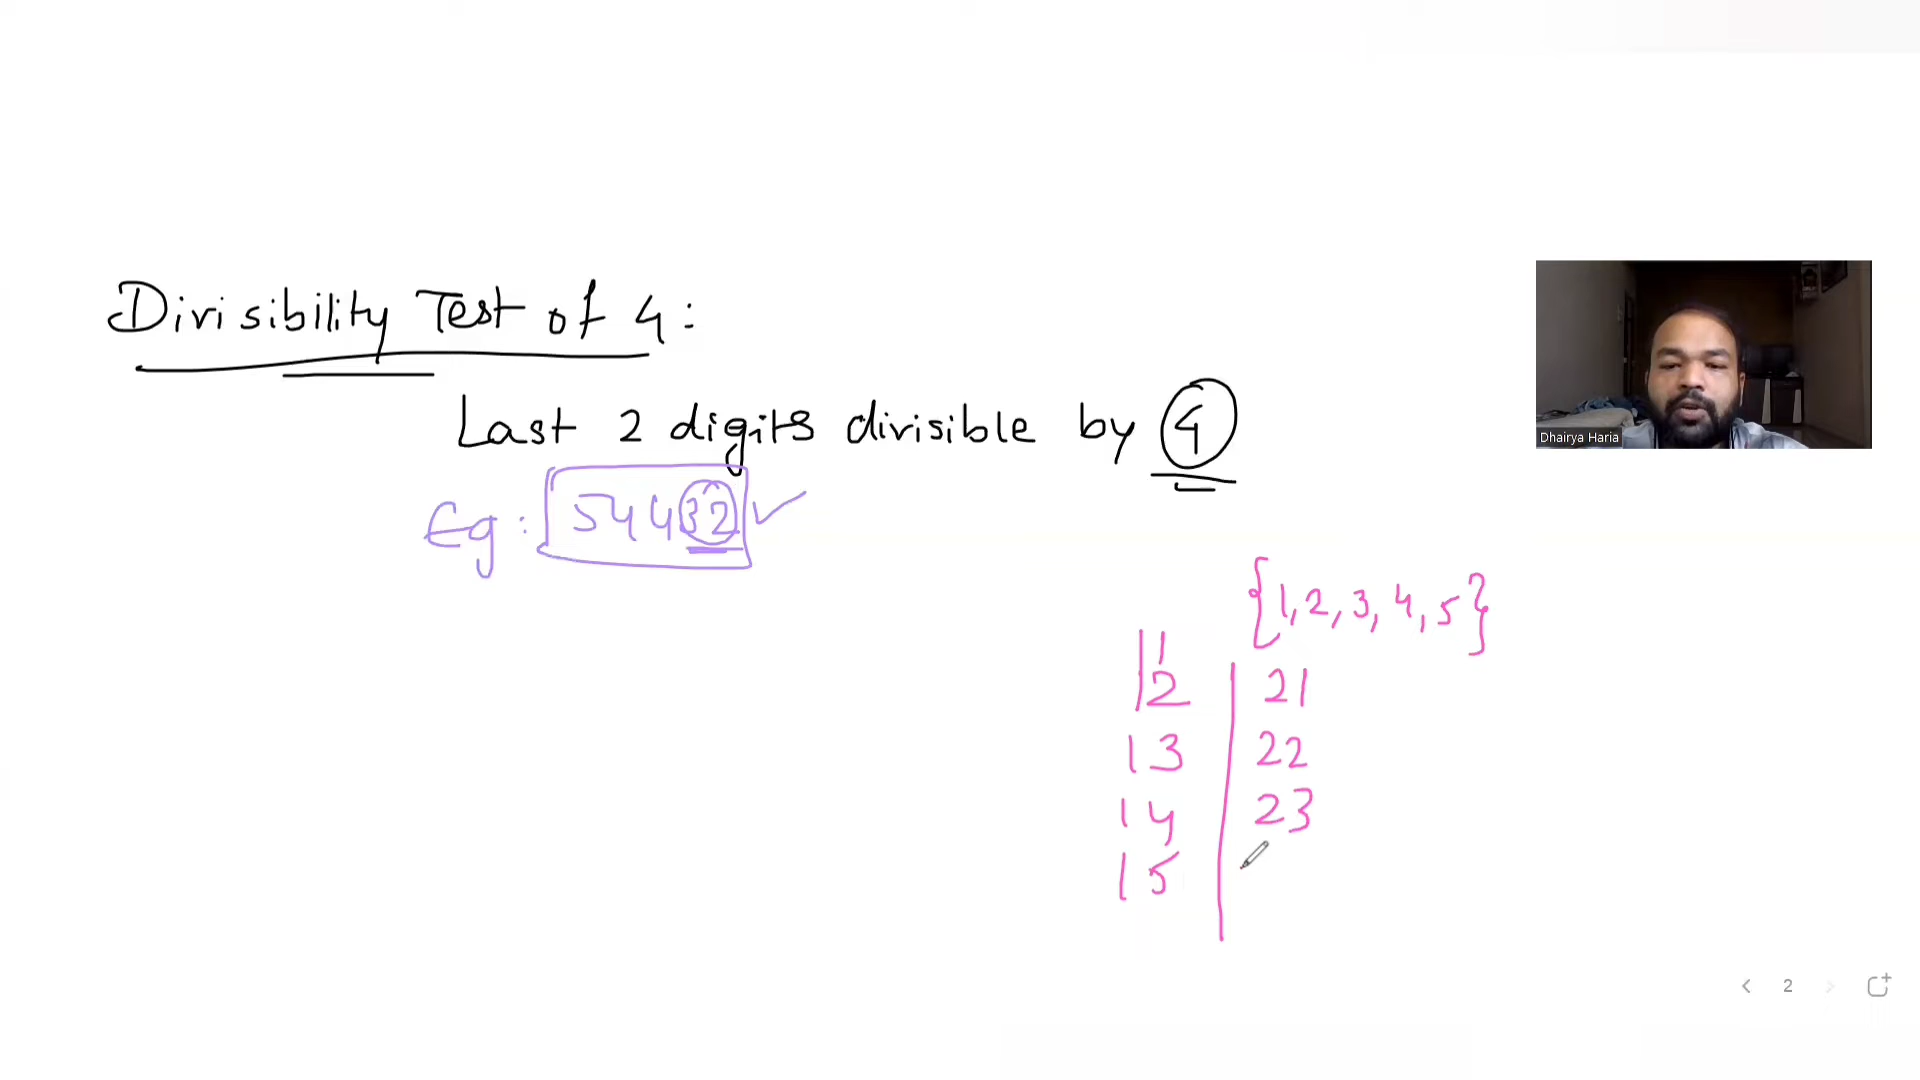 Divisibility Test of 4:
Last 2 digits divisible by 4
Eg: 54432 ✓
Dhairya Haria
{1,2,3,4,5}
11
12 21
13 22
14 23
15
2